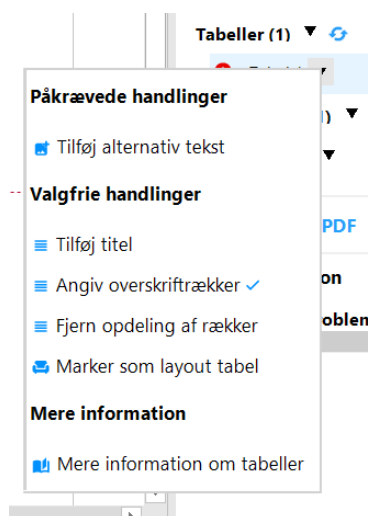 Tabeller (1)
Påkrævede handlinger
Tilføj alternativ tekst
Valgfrie handlinger
Tilføj titel
Angiv overskriftrækker
Fjern opdeling af rækker
Marker som layout tabel
Mere information
Mere information om tabeller
PDF